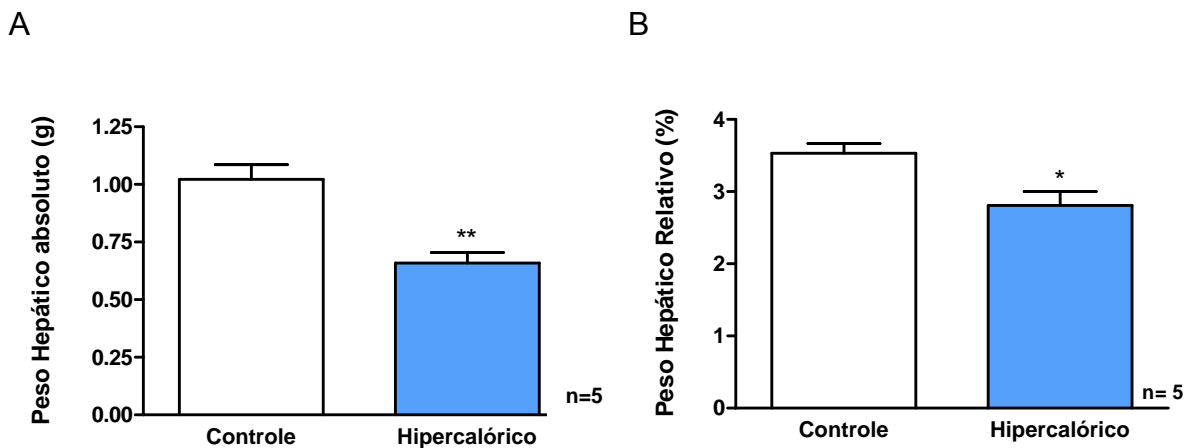 A
Peso Hepático absoluto (g)
1.25
1.00
0.75
0.50
0.25
0.00
**
Controle
Hipercalórico
n=5
B
Peso Hepático Relativo (%)
4
3
2
1
0
*
Controle
Hipercalórico
n= 5